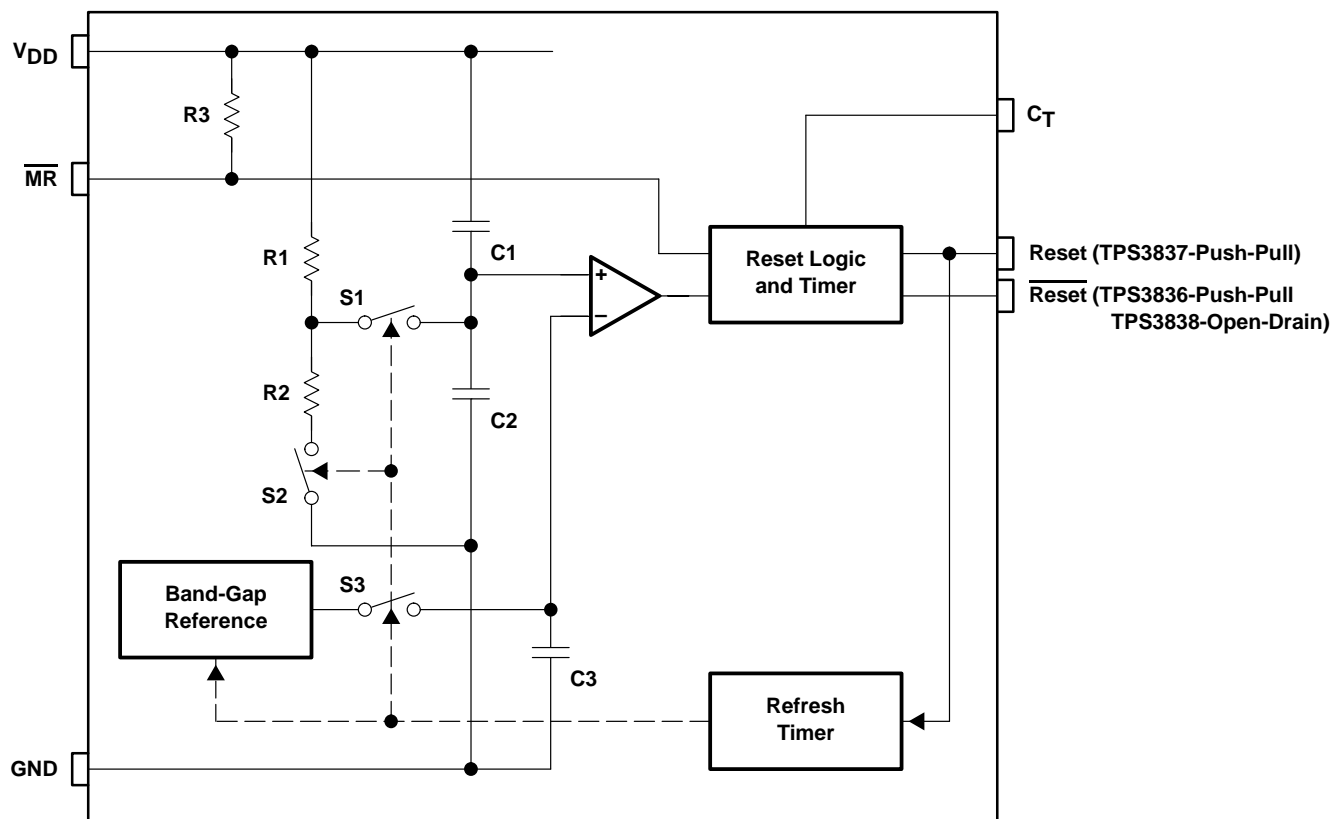 VDD
R3
CT
MR
R1
C1
Reset Logic
and Timer
Reset (TPS3837-Push-Pull)
S1
+
−
Reset (TPS3836-Push-Pull
TPS3838-Open-Drain)
R2
C2
S2
Band-Gap
Reference
S3
C3
Refresh
Timer
GND